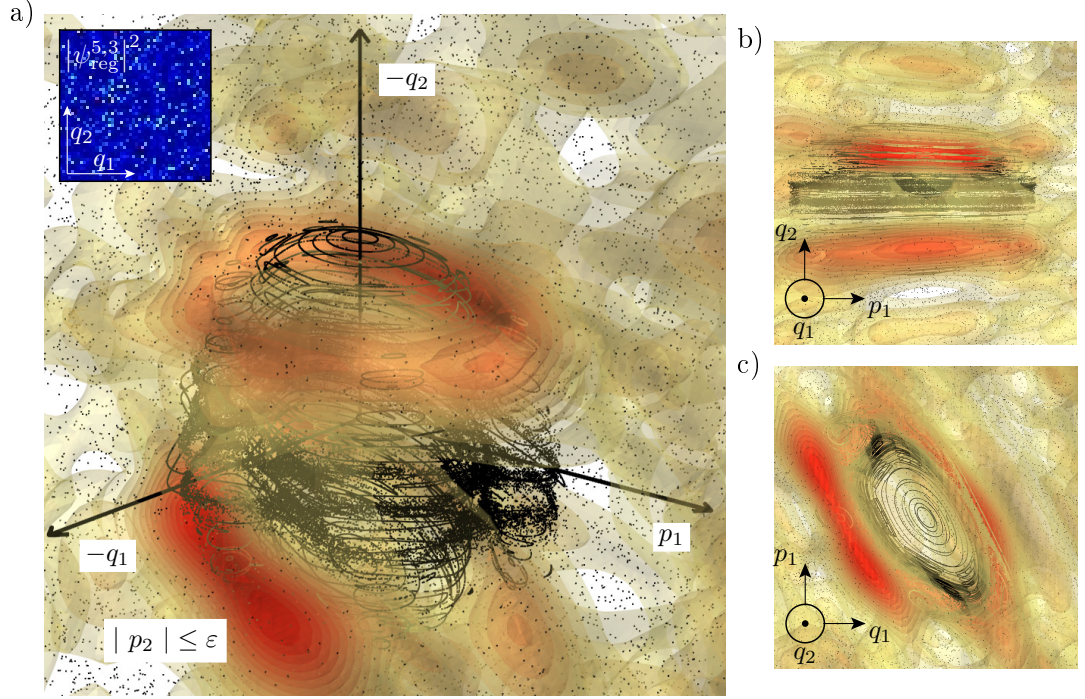 a)
|ψ_reg^5,3|^2
q_2
q_1
−q_2
−q_1
p_1
| p_2 | ≤ ε
b)
q_2
p_1
q_1
c)
p_1
q_1
q_2